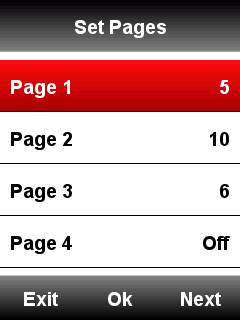 Set Pages
Page 1 5
Page 2 10
Page 3 6
Page 4 Off
Exit Ok Next